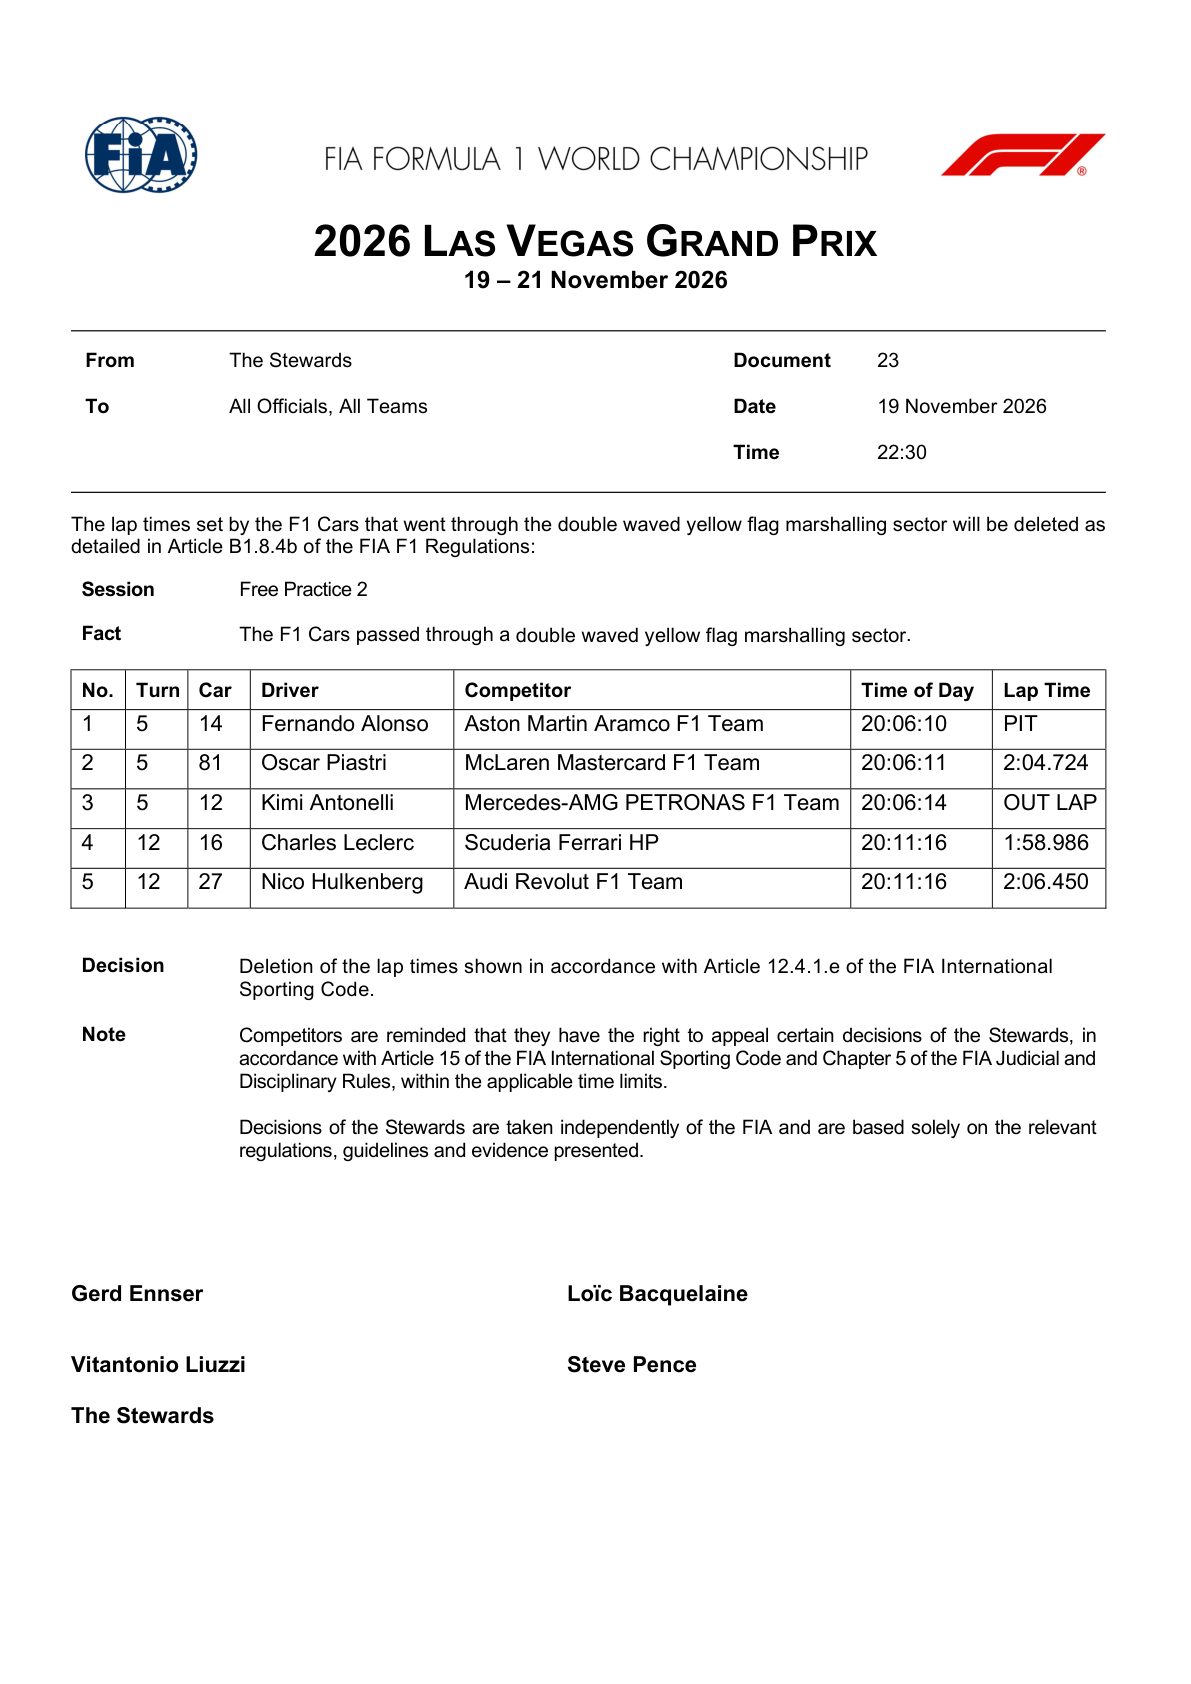 FIA
FIA FORMULA 1 WORLD CHAMPIONSHIP
F1®
2026 LAS VEGAS GRAND PRIX
19 – 21 November 2026
From The Stewards Document 23
To All Officials, All Teams Date 19 November 2026
Time 22:30
The lap times set by the F1 Cars that went through the double waved yellow flag marshalling sector will be deleted as
detailed in Article B1.8.4b of the FIA F1 Regulations:
Session Free Practice 2
Fact The F1 Cars passed through a double waved yellow flag marshalling sector.
No. Turn Car Driver Competitor Time of Day Lap Time
1 5 14 Fernando Alonso Aston Martin Aramco F1 Team 20:06:10 PIT
2 5 81 Oscar Piastri McLaren Mastercard F1 Team 20:06:11 2:04.724
3 5 12 Kimi Antonelli Mercedes-AMG PETRONAS F1 Team 20:06:14 OUT LAP
4 12 16 Charles Leclerc Scuderia Ferrari HP 20:11:16 1:58.986
5 12 27 Nico Hulkenberg Audi Revolut F1 Team 20:11:16 2:06.450
Decision Deletion of the lap times shown in accordance with Article 12.4.1.e of the FIA International
Sporting Code.
Note Competitors are reminded that they have the right to appeal certain decisions of the Stewards, in
accordance with Article 15 of the FIA International Sporting Code and Chapter 5 of the FIA Judicial and
Disciplinary Rules, within the applicable time limits.
Decisions of the Stewards are taken independently of the FIA and are based solely on the relevant
regulations, guidelines and evidence presented.
Gerd Ennser Loïc Bacquelaine
Vitantonio Liuzzi Steve Pence
The Stewards